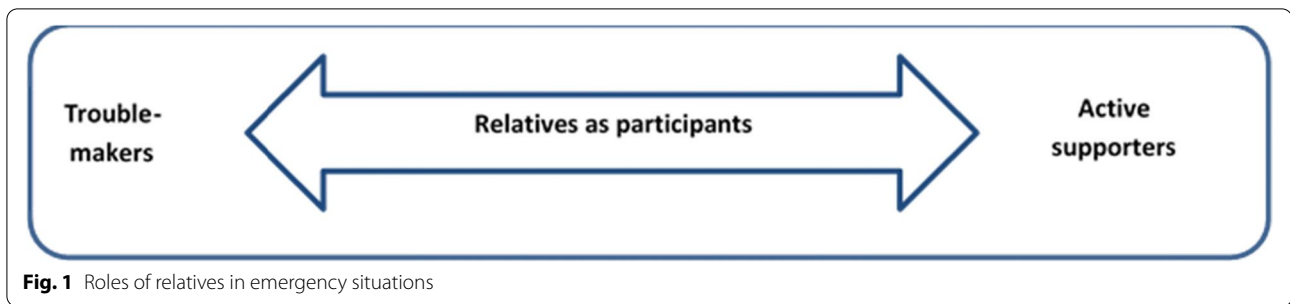 Trouble-
makers
Relatives as participants
Active
supporters
Fig. 1 Roles of relatives in emergency situations